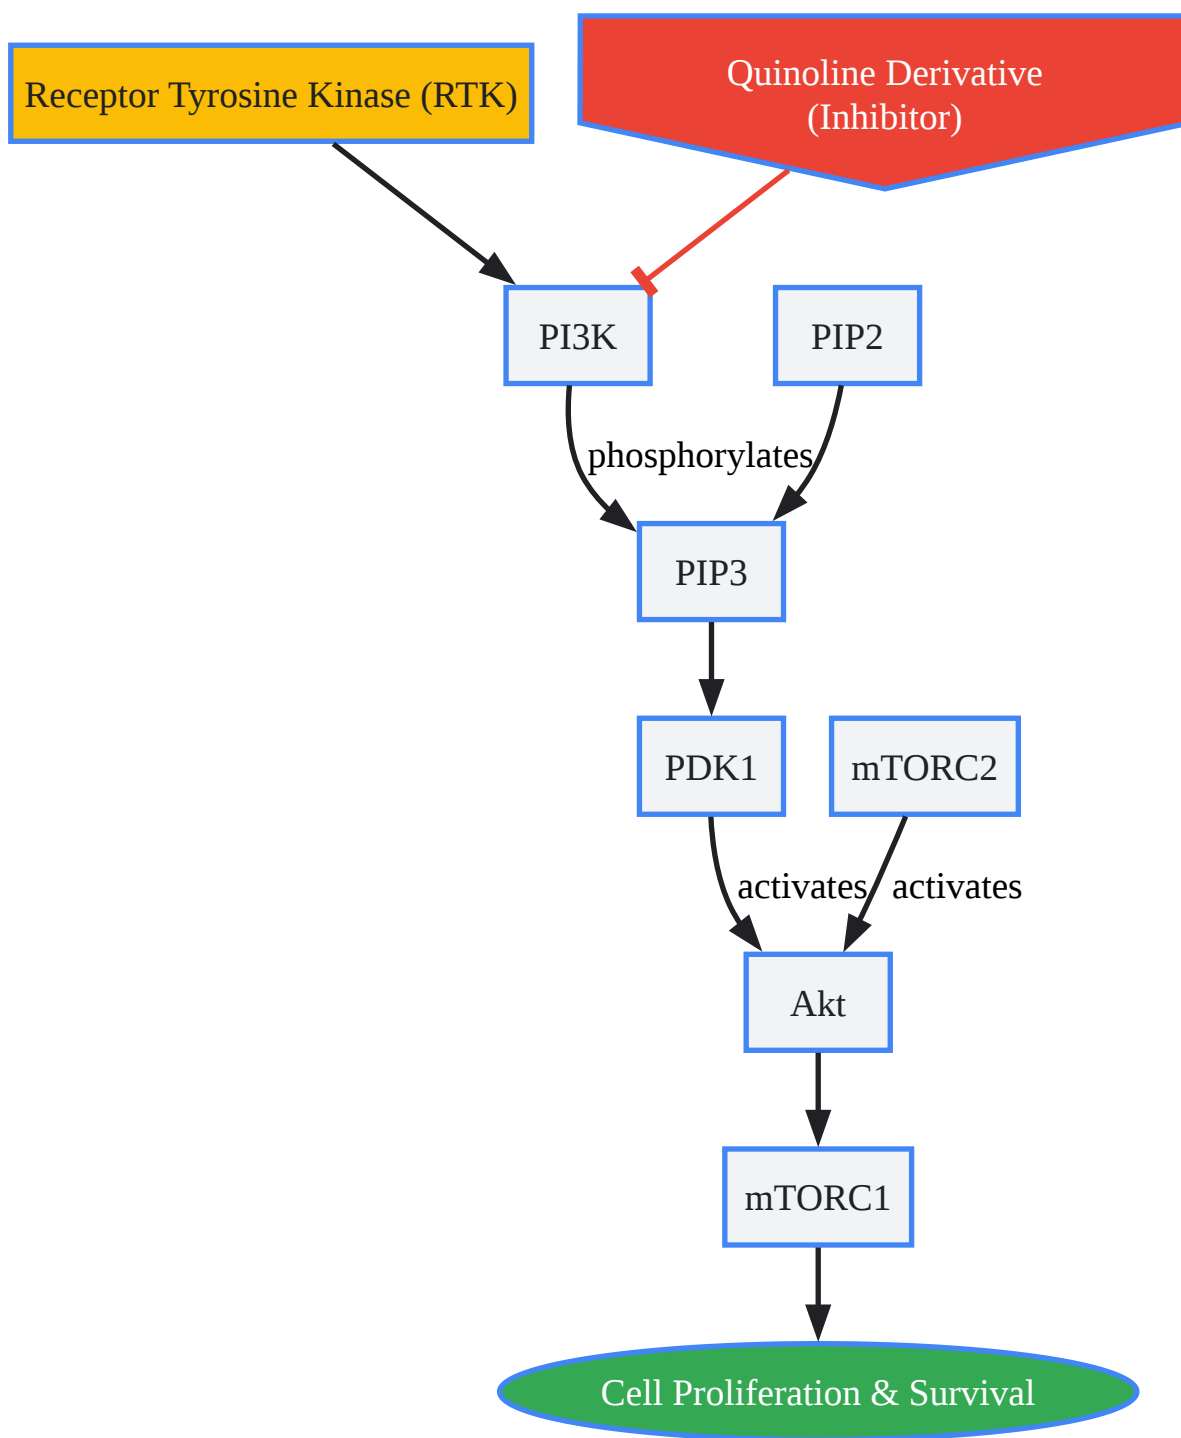 Receptor Tyrosine Kinase (RTK)
Quinoline Derivative
(Inhibitor)
PI3K
PIP2
phosphorylates
PIP3
PDK1
mTORC2
activates
activates
Akt
mTORC1
Cell Proliferation & Survival